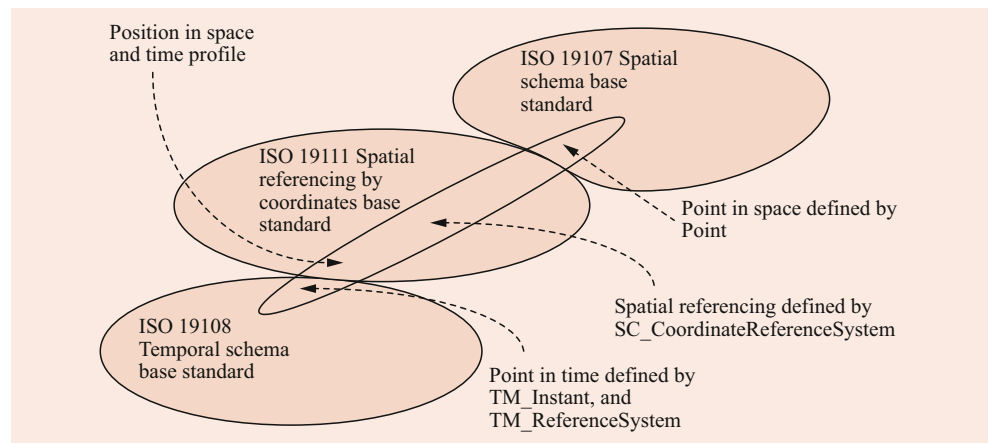 Position in space
and time profile
ISO 19107 Spatial
schema base
standard
ISO 19111 Spatial
referencing by
coordinates base
standard
Point in space defined by
Point
Spatial referencing defined by
SC_CoordinateReferenceSystem
ISO 19108
Temporal schema
base standard
Point in time defined by
TM_Instant, and
TM_ReferenceSystem